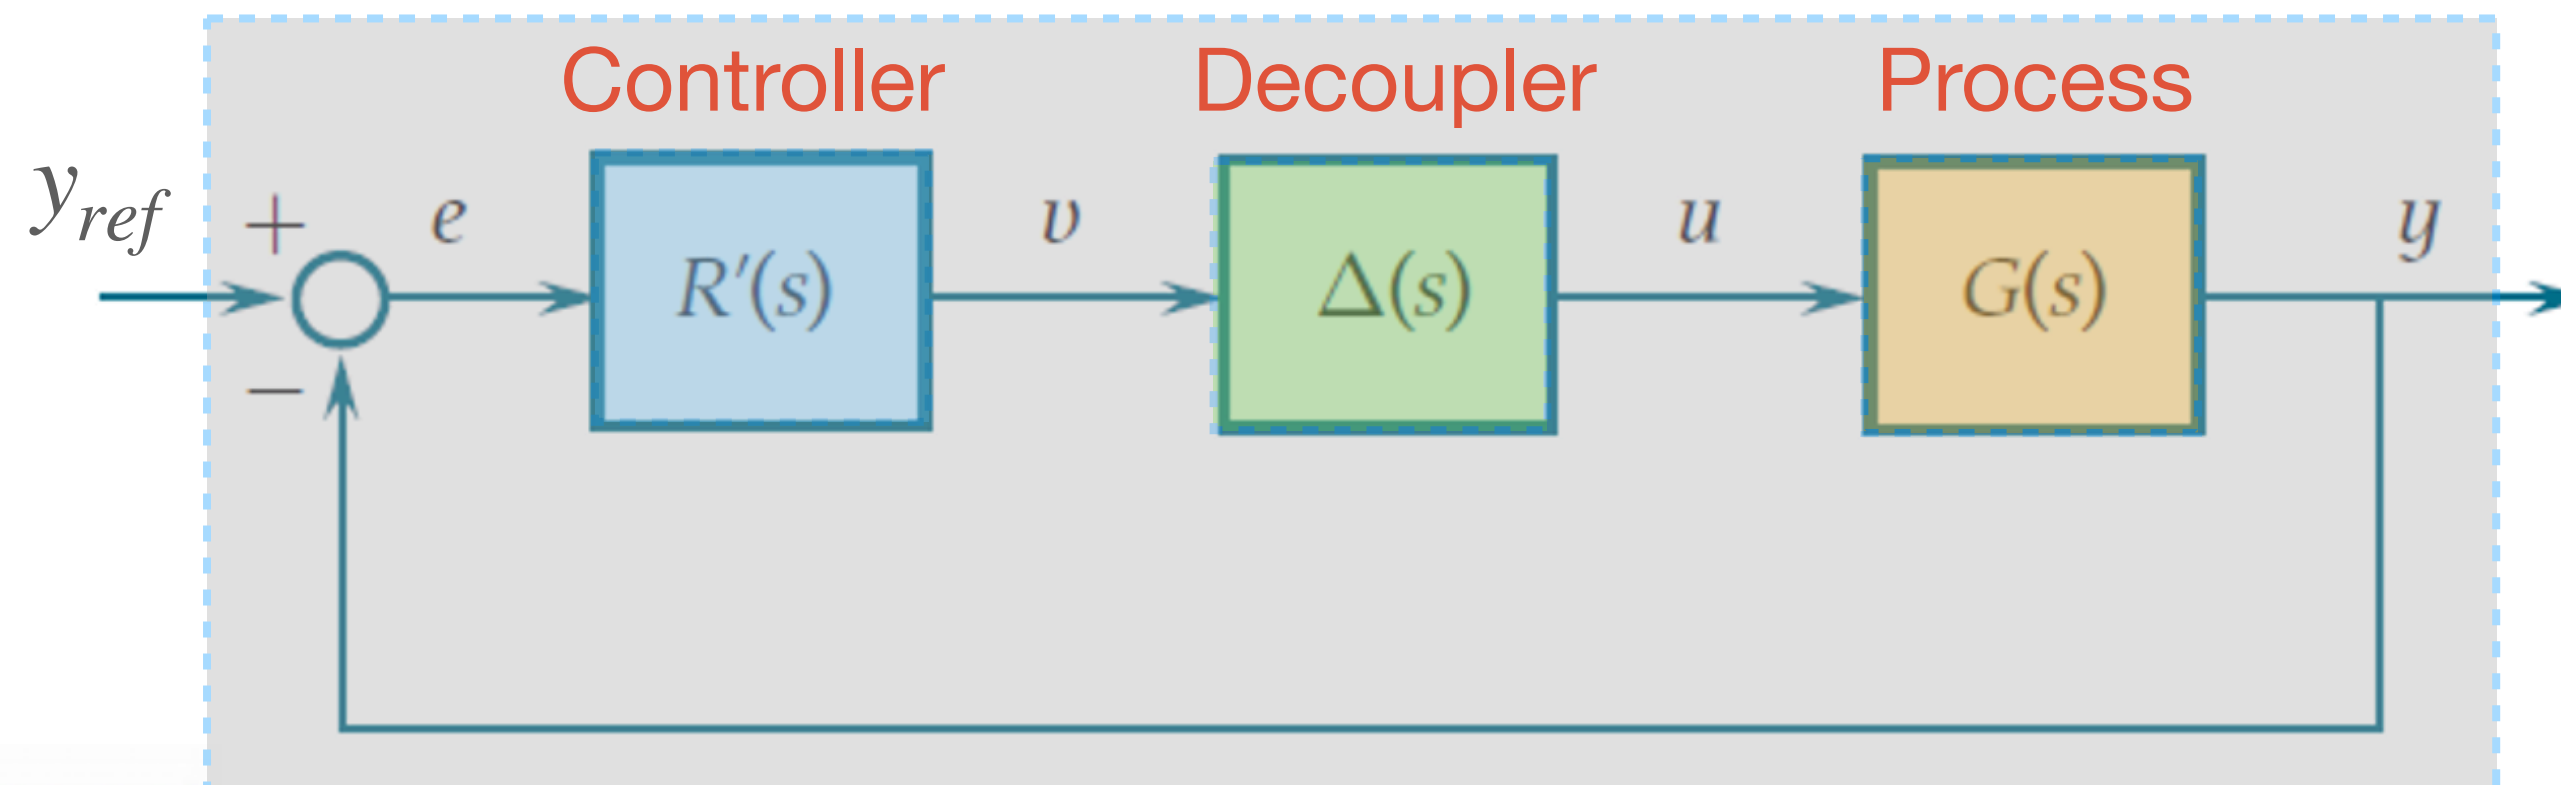 Controller Decoupler Process
y_ref + e v u y
R′(s) Δ(s) G(s)
−